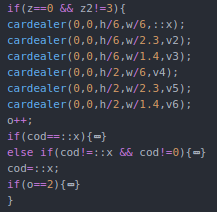 if(z==0 && z2!=3){
cardealer(0,0,h/6,w/6,::x);
cardealer(0,0,h/6,w/2.3,v2);
cardealer(0,0,h/6,w/1.4,v3);
cardealer(0,0,h/2,w/6,v4);
cardealer(0,0,h/2,w/2.3,v5);
cardealer(0,0,h/2,w/1.4,v6);
o++;
if(cod==::x){⋯}
else if(cod!=::x && cod!=0){⋯}
cod=::x;
if(o==2){⋯}
}